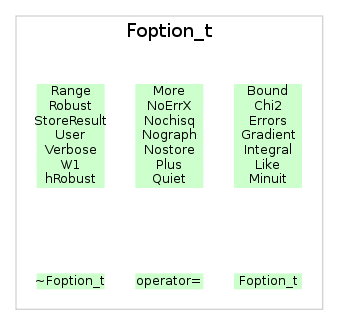 Foption_t
Range
Robust
StoreResult
User
Verbose
W1
hRobust
More
NoErrX
Nochisq
Nograph
Nostore
Plus
Quiet
Bound
Chi2
Errors
Gradient
Integral
Like
Minuit
~Foption_t
operator=
Foption_t